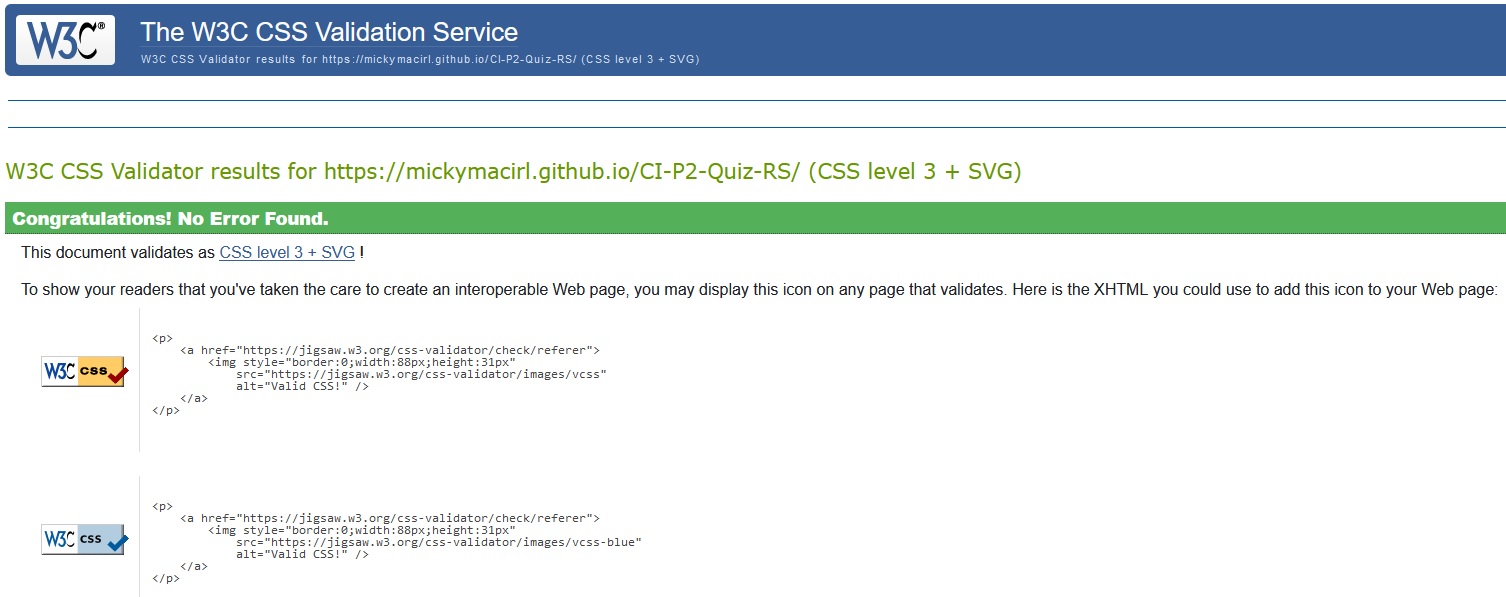 W3C® The W3C CSS Validation Service
W3C CSS Validator results for https://mickymacirl.github.io/CI-P2-Quiz-RS/ (CSS level 3 + SVG)
W3C CSS Validator results for https://mickymacirl.github.io/CI-P2-Quiz-RS/ (CSS level 3 + SVG)
Congratulations! No Error Found.
This document validates as CSS level 3 + SVG !
To show your readers that you've taken the care to create an interoperable Web page, you may display this icon on any page that validates. Here is the XHTML you could use to add this icon to your Web page:
W3C css
<p>
    <a href="https://jigsaw.w3.org/css-validator/check/referer">
        <img style="border:0;width:88px;height:31px"
            src="https://jigsaw.w3.org/css-validator/images/vcss"
            alt="Valid CSS!" />
    </a>
</p>
W3C css
<p>
    <a href="https://jigsaw.w3.org/css-validator/check/referer">
        <img style="border:0;width:88px;height:31px"
            src="https://jigsaw.w3.org/css-validator/images/vcss-blue"
            alt="Valid CSS!" />
    </a>
</p>